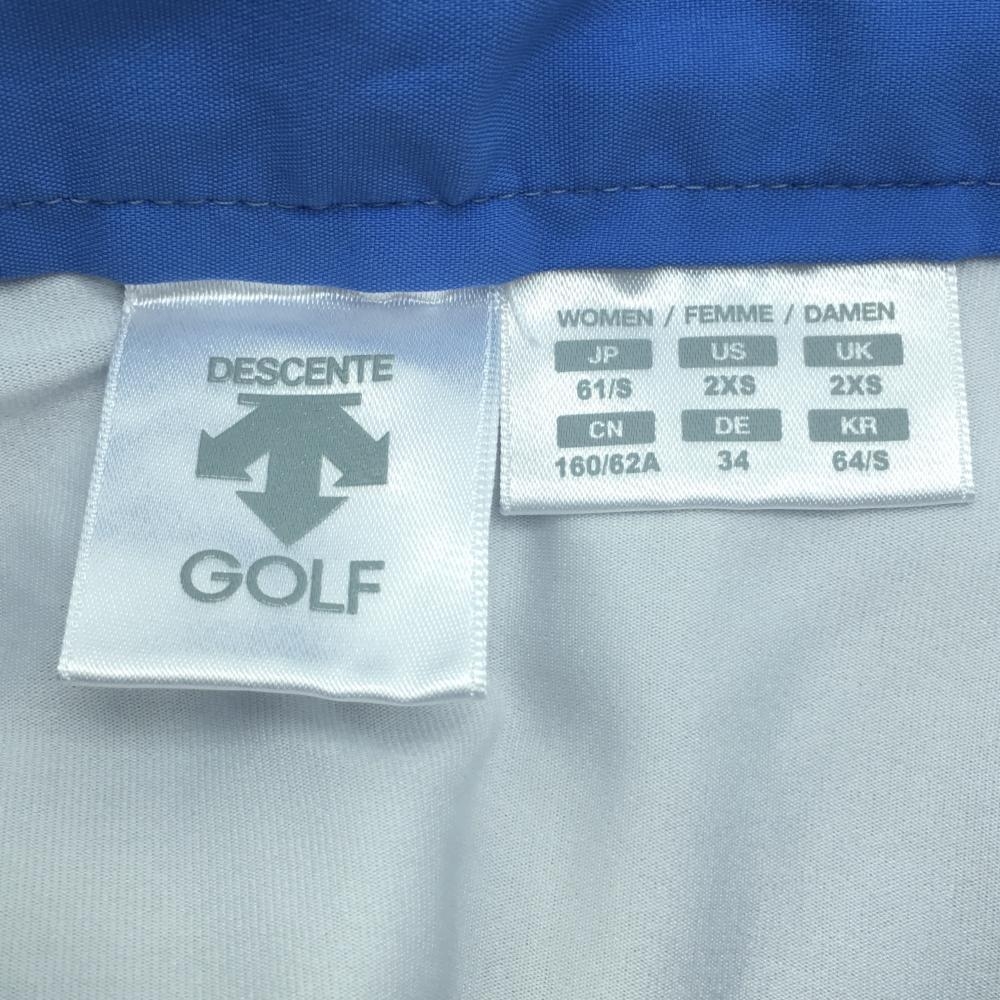 DESCENTE
GOLF
WOMEN / FEMME / DAMEN
JP US UK
61/S 2XS 2XS
CN DE KR
160/62A 34 64/S